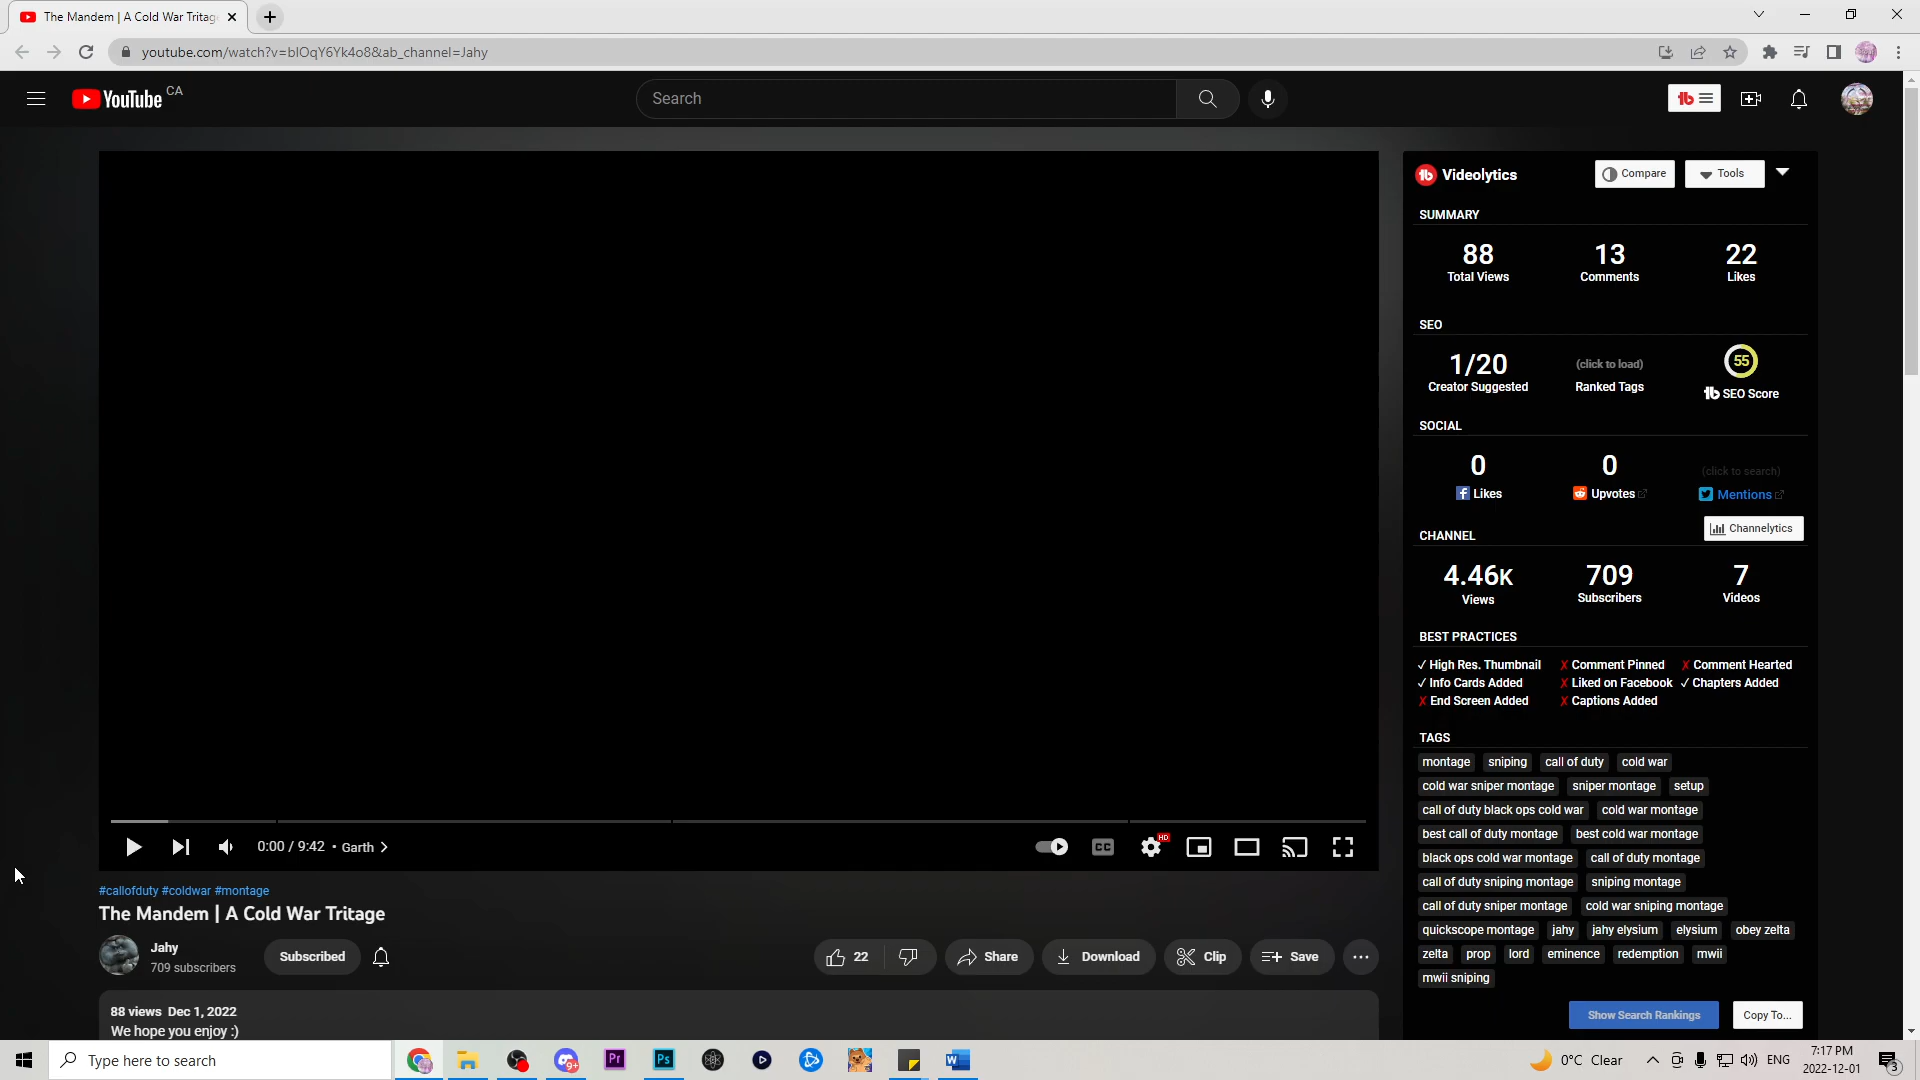 The Mandem | A Cold War Tritag
youtube.com/watch?v=bIOqY6Yk4o8&ab_channel=Jahy
YouTube CA
Search
Videolytics
Compare
Tools
SUMMARY
88 13 22
Total Views Comments Likes
SEO
1/20 (click to load) 55
Creator Suggested Ranked Tags SEO Score
SOCIAL
0 0 (click to search)
Likes Upvotes Mentions
Channelytics
CHANNEL
4.46K 709 7
Views Subscribers Videos
BEST PRACTICES
✓ High Res. Thumbnail ✗ Comment Pinned ✗ Comment Hearted
✓ Info Cards Added ✗ Liked on Facebook ✓ Chapters Added
✗ End Screen Added ✗ Captions Added
TAGS
montage sniping call of duty cold war
cold war sniper montage sniper montage setup
call of duty black ops cold war cold war montage
best call of duty montage best cold war montage
black ops cold war montage call of duty montage
call of duty sniping montage sniping montage
call of duty sniper montage cold war sniping montage
quickscope montage jahy jahy elysium elysium obey zelta
zelta prop lord eminence redemption mwii
mwii sniping
Show Search Rankings Copy To...
HD
0:00 / 9:42 • Garth
CC
#callofduty #coldwar #montage
The Mandem | A Cold War Tritage
Jahy
709 subscribers
Subscribed
22 Share Download Clip Save
88 views Dec 1, 2022
We hope you enjoy :)
Type here to search
9+
Pr
Ps
W
0°C Clear
ENG
7:17 PM
2022-12-01
3